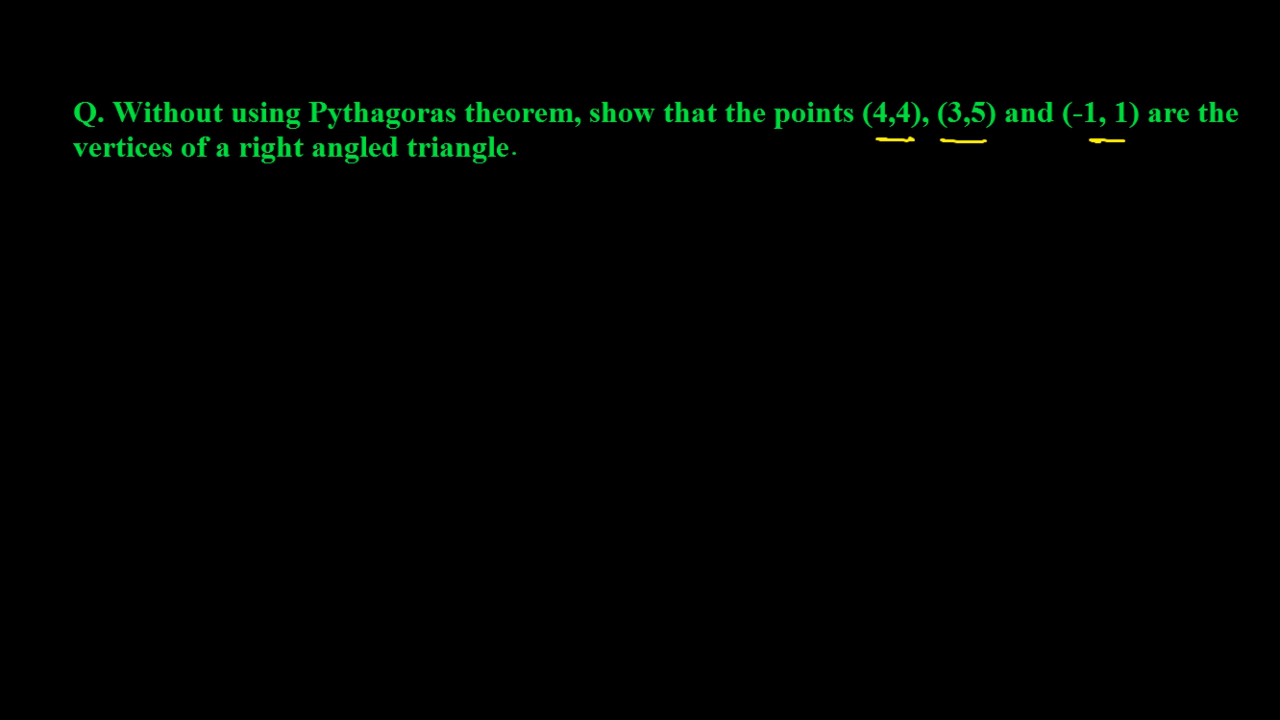 Q. Without using Pythagoras theorem, show that the points (4,4), (3,5) and (-1, 1) are the
vertices of a right angled triangle.